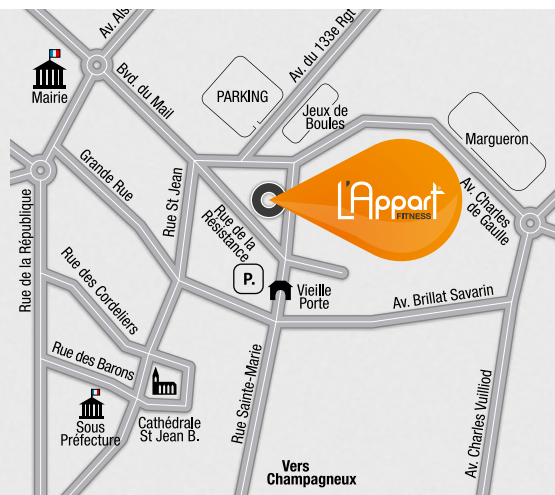 Av. Als
Av. du 133e Rgt
Mairie
Bvd. du Mail
PARKING
Jeux de
Boules
Margueron
Grande Rue
Rue St Jean
L'Appart
FITNESS
Av. Charles
de Gaulle
Rue de la
Résistance
Rue de la République
Rue des Cordeliers
P.
Vieille
Porte
Av. Brillat Savarin
Rue des Barons
Rue Sainte-Marie
Av. Charles Vuilliod
Sous
Préfecture
Cathédrale
St Jean B.
Vers
Champagneux